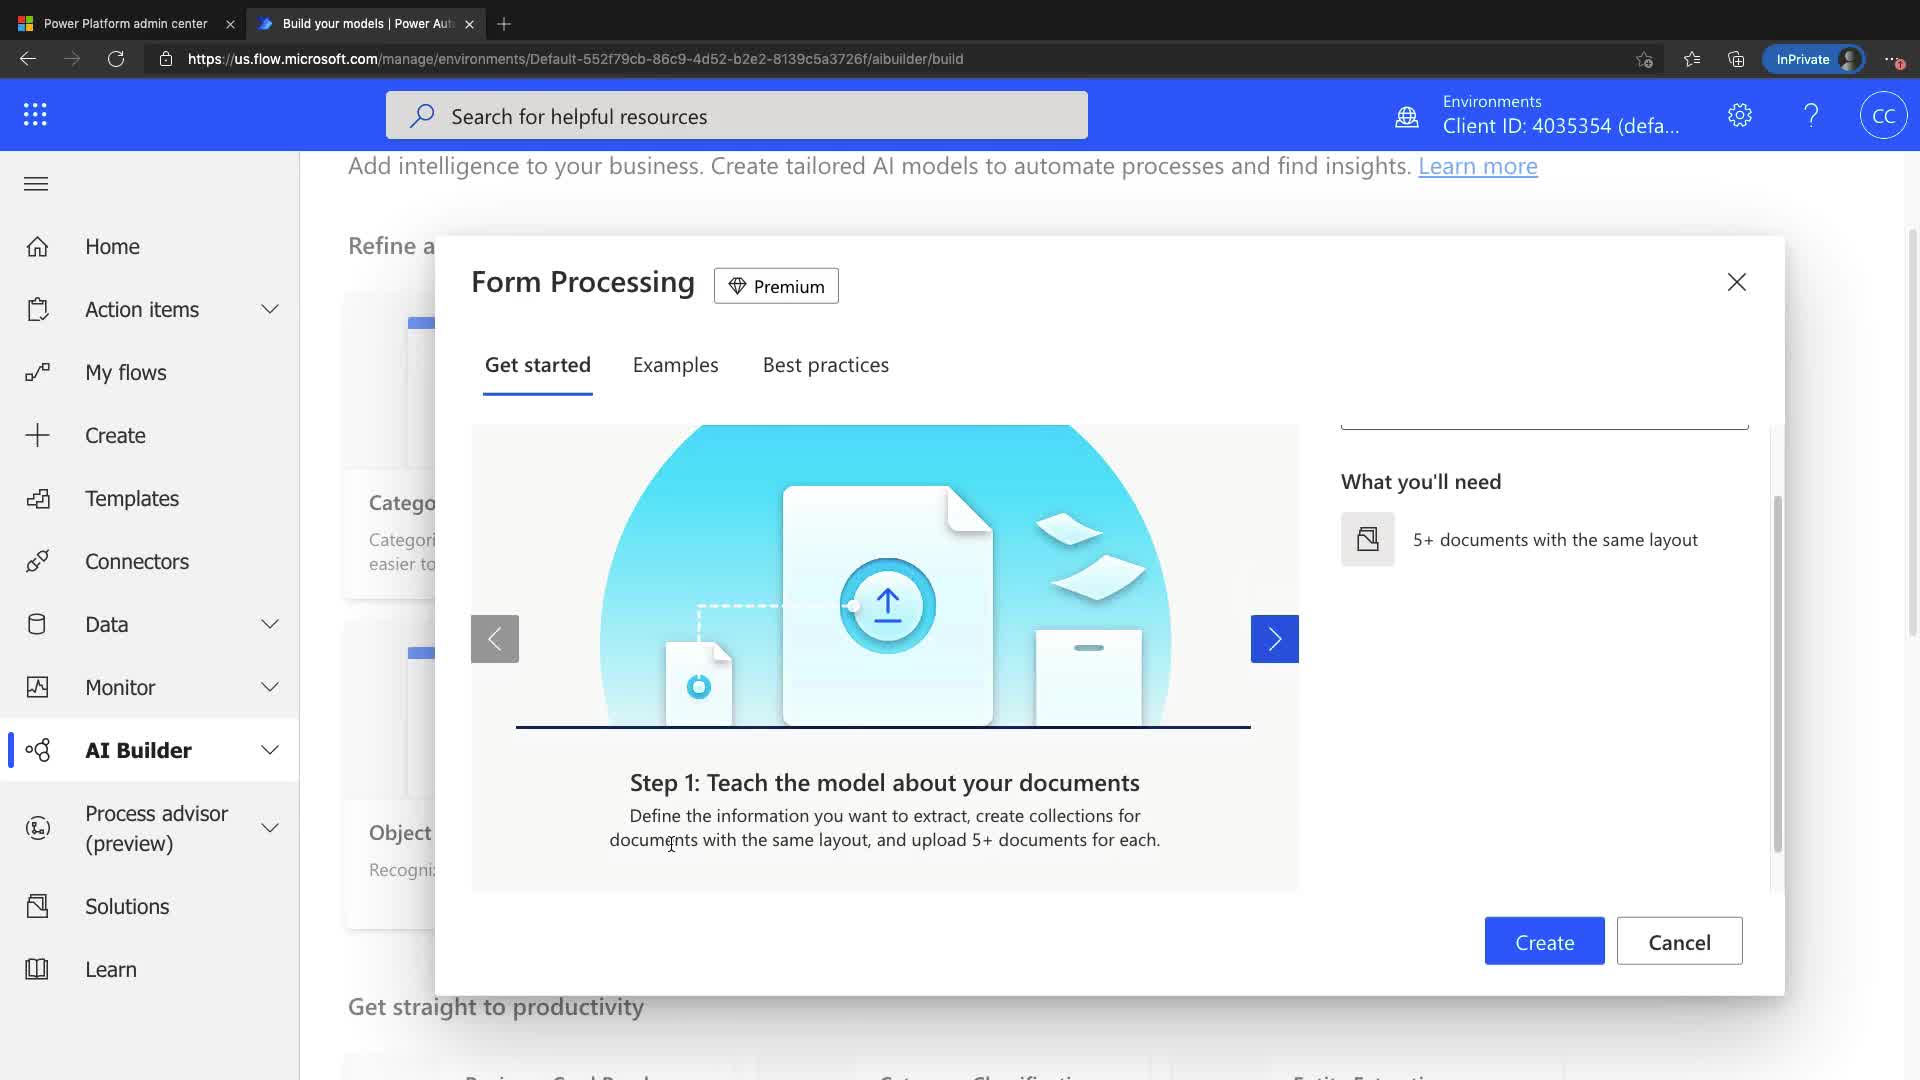 Power Platform admin center
Build your models | Power Aut
https://us.flow.microsoft.com/manage/environments/Default-552f79cb-86c9-4d52-b2e2-8139c5a3726f/aibuilder/build
InPrivate
Search for helpful resources
Environments
Client ID: 4035354 (defa...
CC
Add intelligence to your business. Create tailored AI models to automate processes and find insights. Learn more
Home
Action items
My flows
Create
Templates
Connectors
Data
Monitor
AI Builder
Process advisor
(preview)
Solutions
Learn
Refine a
Catego
Categori
easier to
Object
Recogniz
Form Processing
Premium
Get started
Examples
Best practices
What you'll need
5+ documents with the same layout
Step 1: Teach the model about your documents
Define the information you want to extract, create collections for
documents with the same layout, and upload 5+ documents for each.
Create
Cancel
Get straight to productivity